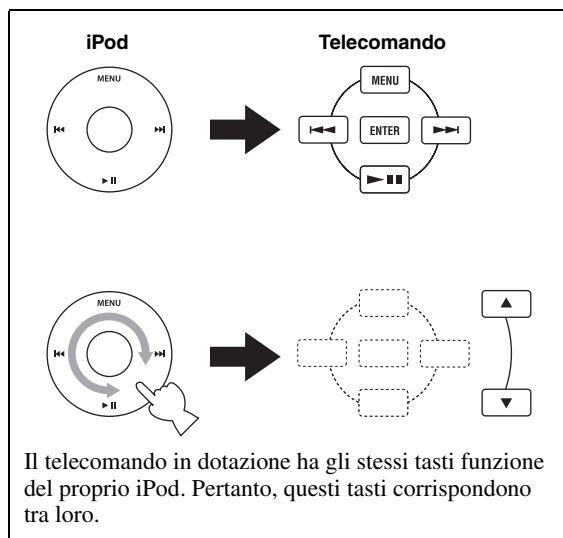 iPod Telecomando
MENU
MENU
ENTER
MENU
Il telecomando in dotazione ha gli stessi tasti funzione
del proprio iPod. Pertanto, questi tasti corrispondono
tra loro.